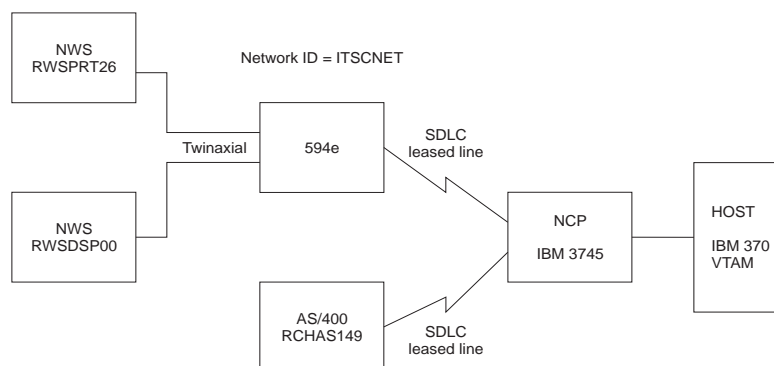 NWS
RWSPRT26
Network ID = ITSCNET
Twinaxial
594e
SDLC
leased line
NWS
RWSDSP00
NCP
IBM 3745
HOST
IBM 370
VTAM
AS/400
RCHAS149
SDLC
leased line